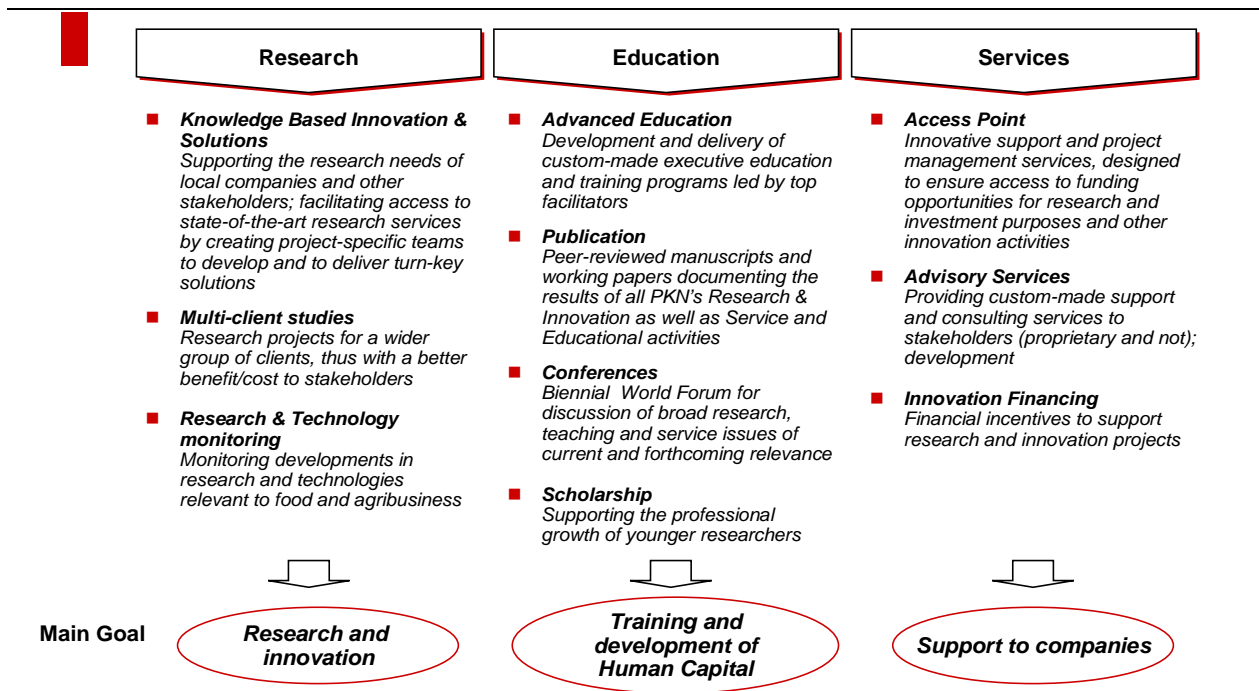 Research
Knowledge Based Innovation &
Solutions
Supporting the research needs of
local companies and other
stakeholders; facilitating access to
state-of-the-art research services
by creating project-specific teams
to develop and to deliver turn-key
solutions
Multi-client studies
Research projects for a wider
group of clients, thus with a better
benefit/cost to stakeholders
Research & Technology
monitoring
Monitoring developments in
research and technologies
relevant to food and agribusiness
Education
Advanced Education
Development and delivery of
custom-made executive education
and training programs led by top
facilitators
Publication
Peer-reviewed manuscripts and
working papers documenting the
results of all PKN's Research &
Innovation as well as Service and
Educational activities
Conferences
Biennial World Forum for
discussion of broad research,
teaching and service issues of
current and forthcoming relevance
Scholarship
Supporting the professional
growth of younger researchers
Services
Access Point
Innovative support and project
management services, designed
to ensure access to funding
opportunities for research and
investment purposes and other
innovation activities
Advisory Services
Providing custom-made support
and consulting services to
stakeholders (proprietary and not);
development
Innovation Financing
Financial incentives to support
research and innovation projects
Main Goal
Research and
innovation
Training and
development of
Human Capital
Support to companies